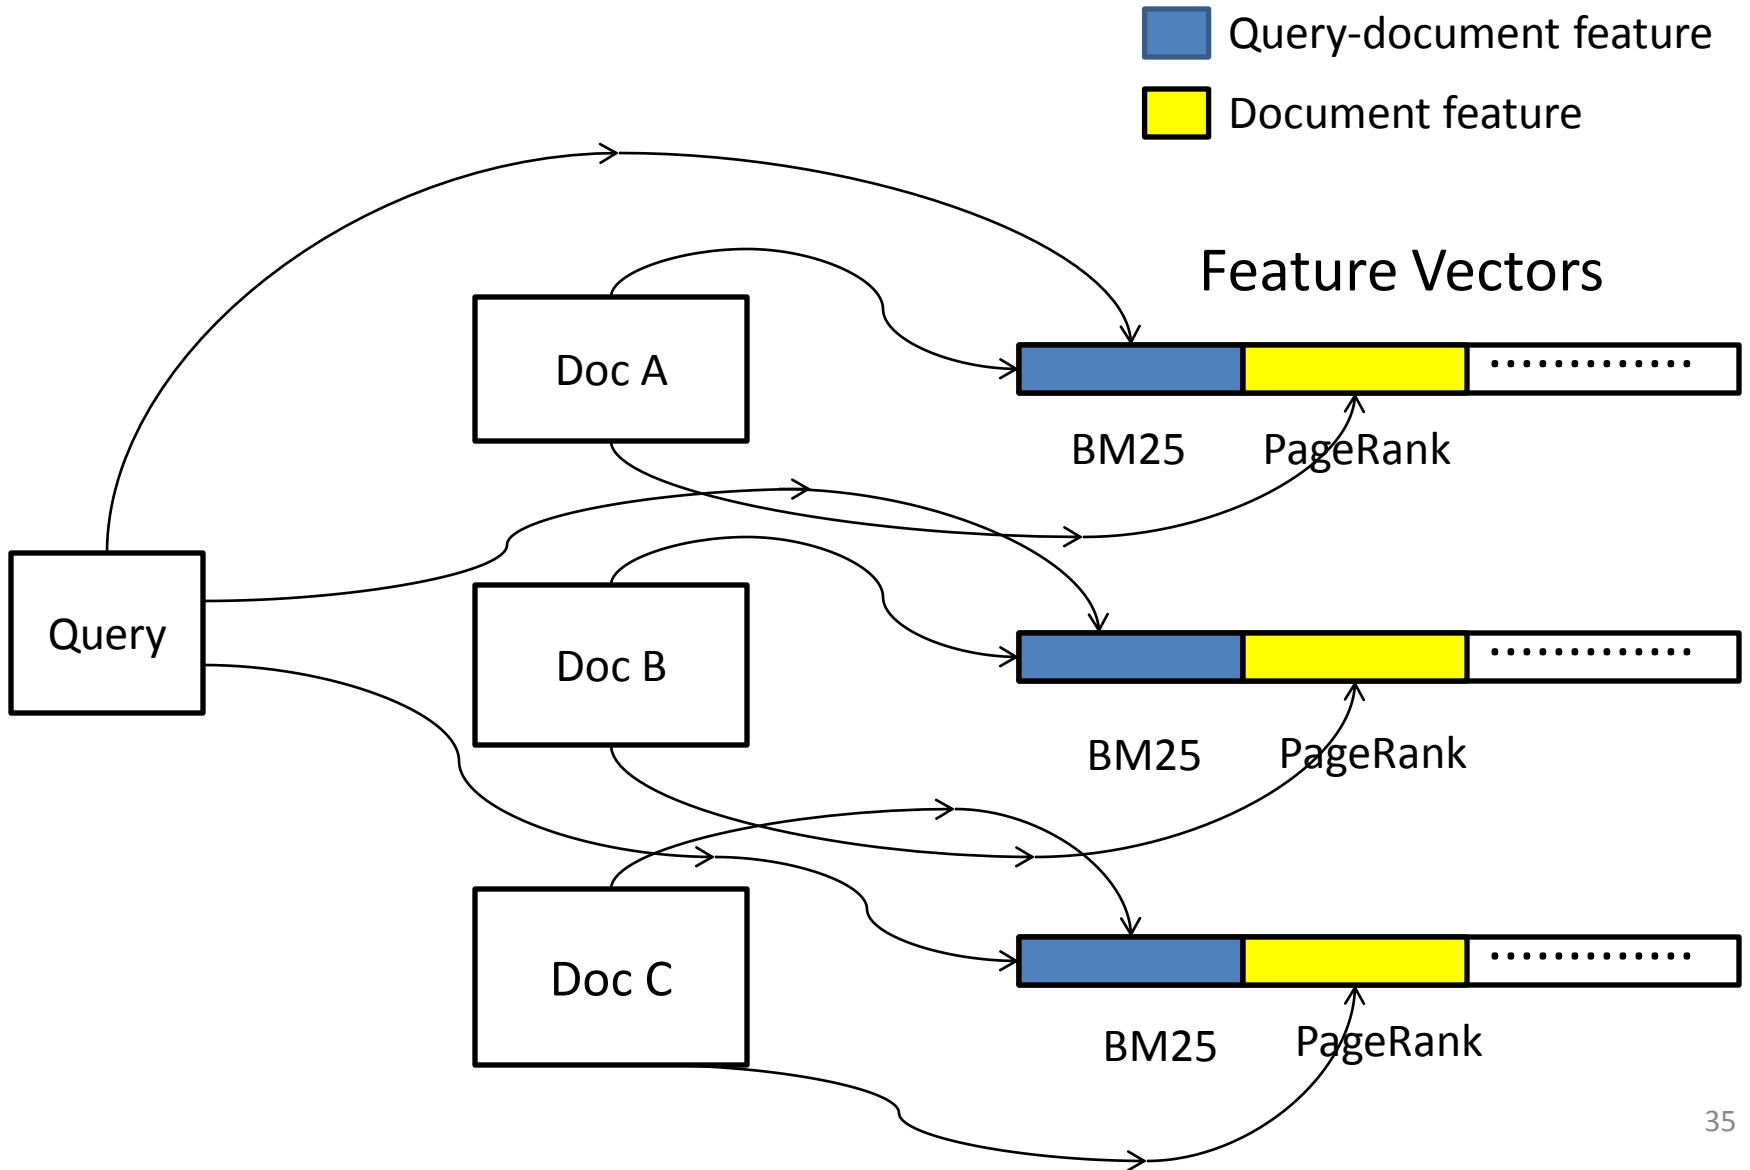 Query-document feature
Document feature
Feature Vectors
Doc A
.............
BM25
PageRank
Query
Doc B
.............
BM25
PageRank
Doc C
.............
BM25
PageRank
35